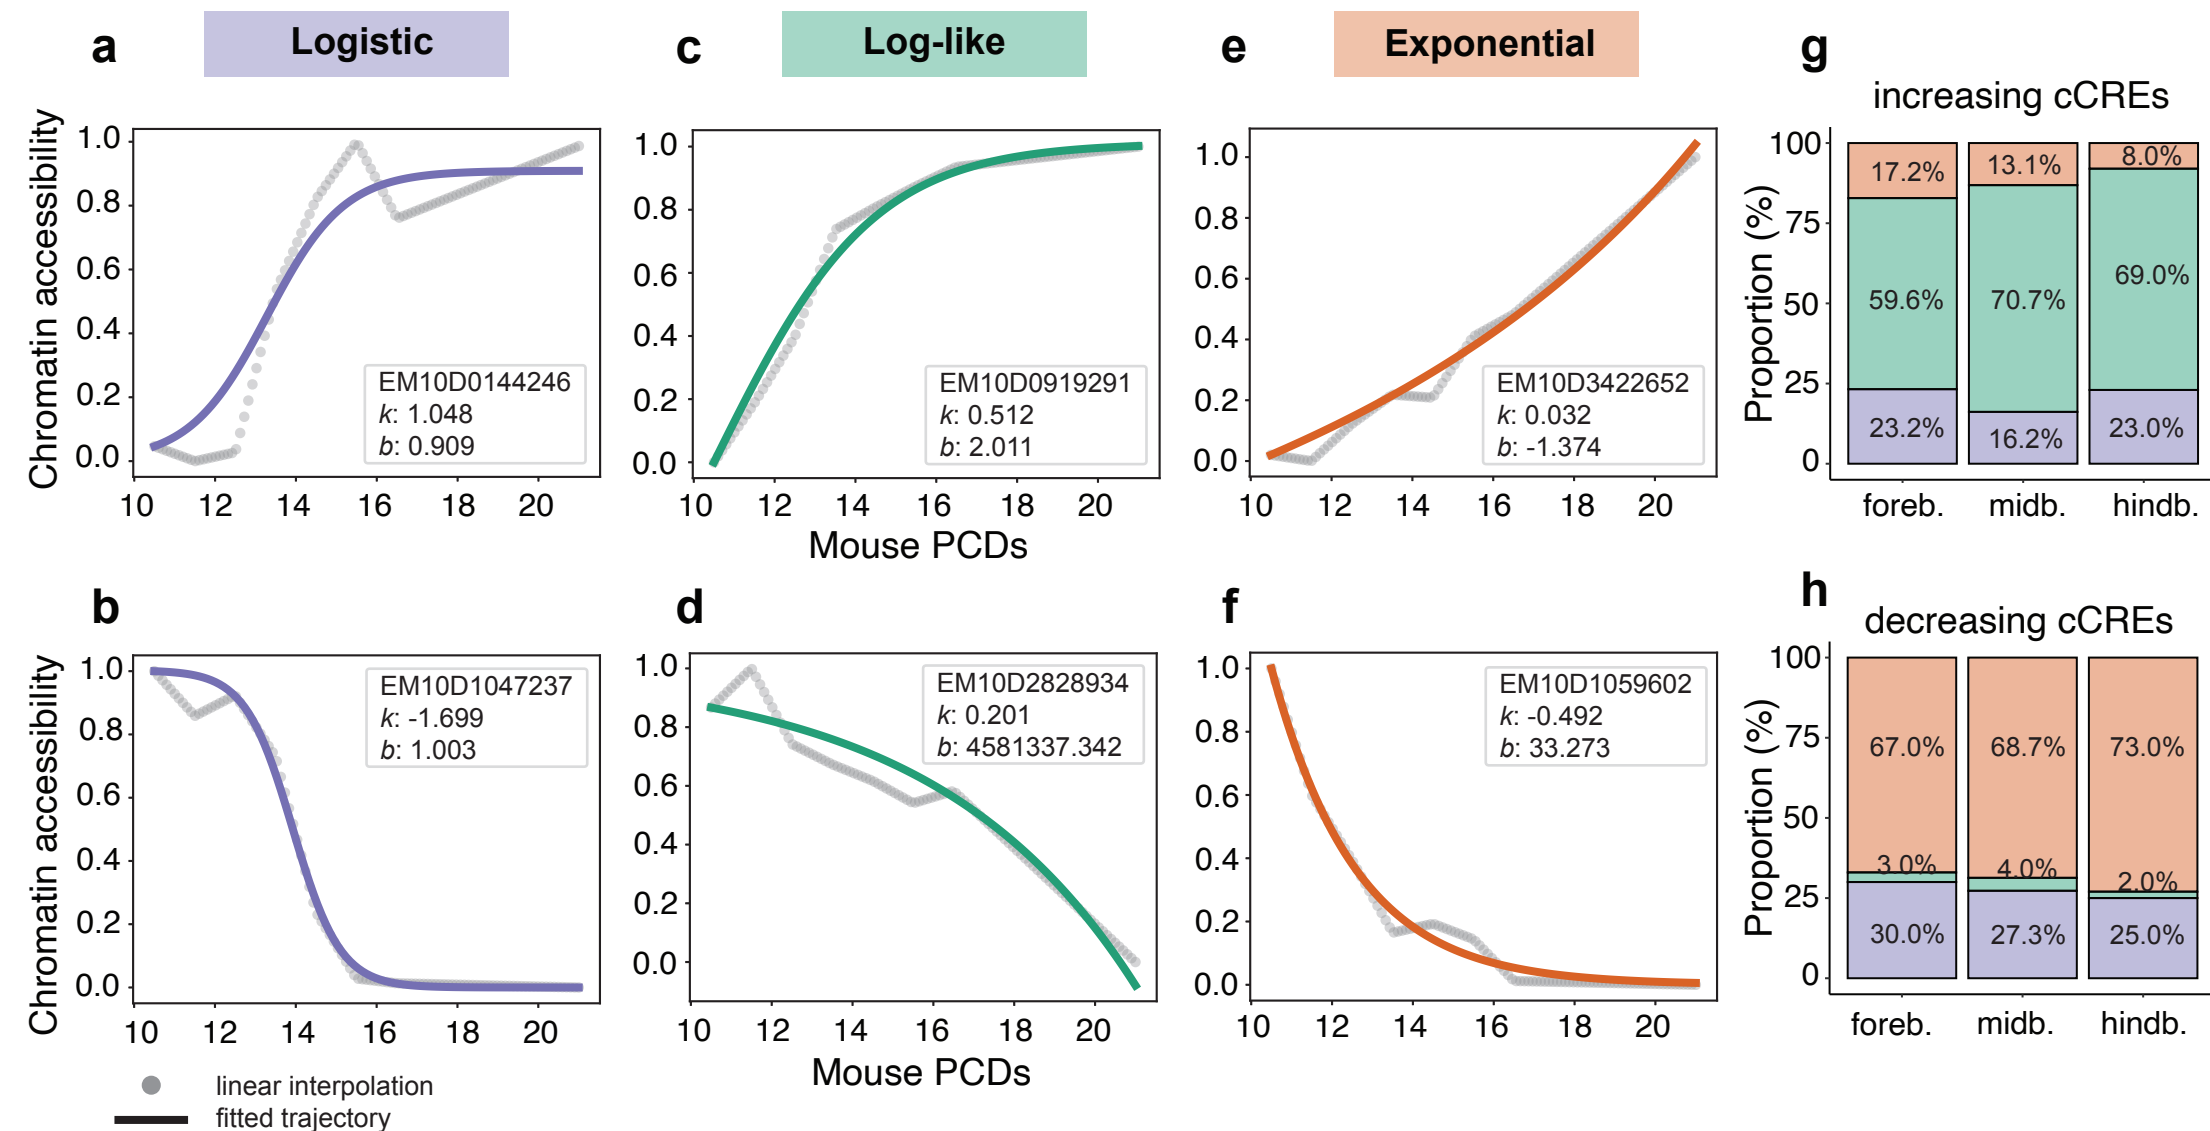 a
Logistic
c
Log-like
e
Exponential
g
increasing cCREs
Chromatin accessibility
1.0
0.8
0.6
0.4
0.2
0.0
10 12 14 16 18 20
EM10D0144246
k: 1.048
b: 0.909
1.0
0.8
0.6
0.4
0.2
0.0
10 12 14 16 18 20
EM10D0919291
k: 0.512
b: 2.011
Mouse PCDs
1.0
0.8
0.6
0.4
0.2
0.0
10 12 14 16 18 20
EM10D3422652
k: 0.032
b: -1.374
Proportion (%)
100
75
50
25
0
17.2% 13.1% 8.0%
59.6% 70.7% 69.0%
23.2% 16.2% 23.0%
foreb. midb. hindb.
b
Chromatin accessibility
1.0
0.8
0.6
0.4
0.2
0.0
10 12 14 16 18 20
EM10D1047237
k: -1.699
b: 1.003
d
1.0
0.8
0.6
0.4
0.2
0.0
10 12 14 16 18 20
EM10D2828934
k: 0.201
b: 4581337.342
Mouse PCDs
f
1.0
0.8
0.6
0.4
0.2
0.0
10 12 14 16 18 20
EM10D1059602
k: -0.492
b: 33.273
h
decreasing cCREs
Proportion (%)
100
75
50
25
0
67.0% 68.7% 73.0%
3.0% 4.0% 2.0%
30.0% 27.3% 25.0%
foreb. midb. hindb.
linear interpolation
fitted trajectory